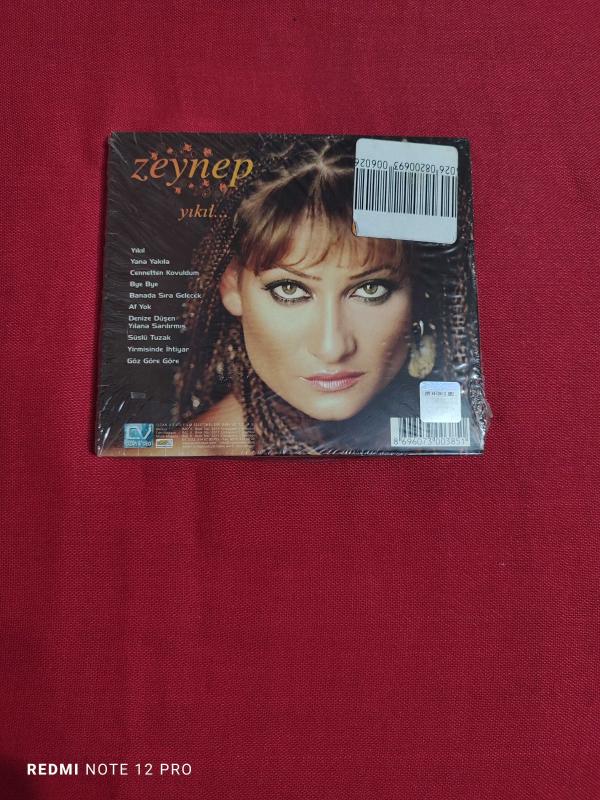 zeynep
yıkıl...
Yıkıl
Yana Yakıla
Cennetten Kovuldum
Bye Bye
Banada Sıra Gelecek
Af Yok
Denize Düşen
Yılana Sarılırmış
Süslü Tuzak
Yirmisinde İhtiyar
Göz Göre Göre
8 696073 003851
REDMI NOTE 12 PRO